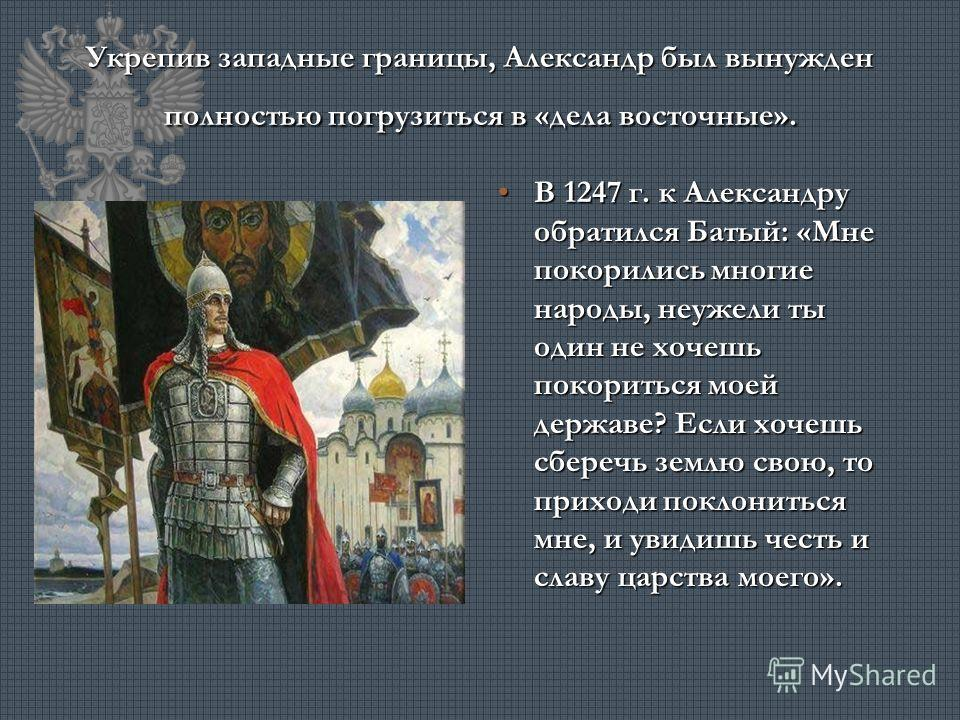 Укрепив западные границы, Александр был вынужден
полностью погрузиться в «дела восточные».
• В 1247 г. к Александру
обратился Батый: «Мне
покорились многие
народы, неужели ты
один не хочешь
покориться моей
державе? Если хочешь
сберечь землю свою, то
приходи поклониться
мне, и увидишь честь и
славу царства моего».
MyShared